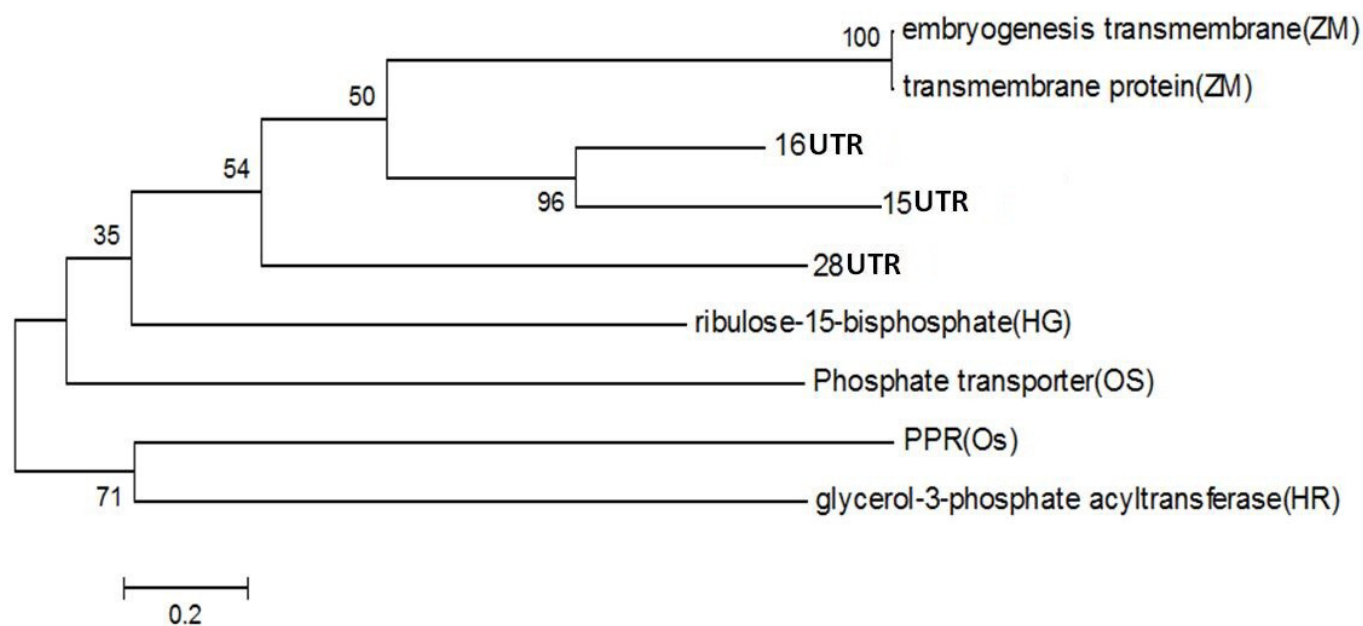 100 embryogenesis transmembrane(ZM)
transmembrane protein(ZM)
50
16UTR
54
96 15UTR
35
28UTR
ribulose-15-bisphosphate(HG)
Phosphate transporter(OS)
PPR(Os)
71
glycerol-3-phosphate acyltransferase(HR)
0.2